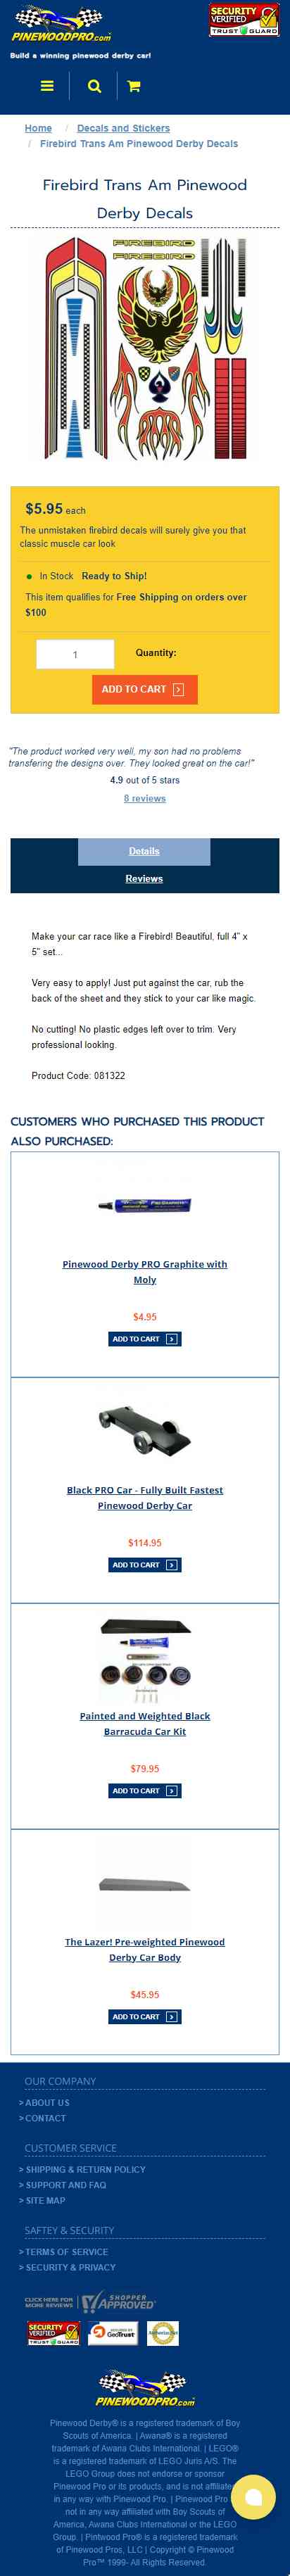 PINEWOODPRO.com
SECURITY
VERIFIED
TRUST GUARD
Build a winning pinewood derby car!
Home / Decals and Stickers
/ Firebird Trans Am Pinewood Derby Decals
Firebird Trans Am Pinewood
Derby Decals
FIREBIRD FIREBIRD
FIREBIRD FIREBIRD
$5.95 each
The unmistaken firebird decals will surely give you that
classic muscle car look
In Stock Ready to Ship!
This item qualifies for Free Shipping on orders over
$100
1 Quantity:
ADD TO CART
"The product worked very well, my son had no problems
transfering the designs over. They looked great on the car!"
4.9 out of 5 stars
8 reviews
Details
Reviews
Make your car race like a Firebird! Beautiful, full 4" x
5" set...
Very easy to apply! Just put against the car, rub the
back of the sheet and they stick to your car like magic.
No cutting! No plastic edges left over to trim. Very
professional looking.
Product Code: 081322
CUSTOMERS WHO PURCHASED THIS PRODUCT
ALSO PURCHASED:
Pinewood Derby PRO Graphite with
Moly
$4.95
ADD TO CART
Black PRO Car - Fully Built Fastest
Pinewood Derby Car
$114.95
ADD TO CART
Painted and Weighted Black
Barracuda Car Kit
$79.95
ADD TO CART
The Lazer! Pre-weighted Pinewood
Derby Car Body
$45.95
ADD TO CART
OUR COMPANY
> ABOUT US
> CONTACT
CUSTOMER SERVICE
> SHIPPING & RETURN POLICY
> SUPPORT AND FAQ
> SITE MAP
SAFTEY & SECURITY
> TERMS OF SERVICE
> SECURITY & PRIVACY
CLICK HERE FOR
MORE REVIEWS
SHOPPER
APPROVED
SECURITY
VERIFIED
TRUST GUARD
GeoTrust
PINEWOODPRO.com
Pinewood Derby® is a registered trademark of Boy
Scouts of America. | Awana® is a registered
trademark of Awana Clubs International. | LEGO®
is a registered trademark of LEGO Juris A/S. The
LEGO Group does not endorse or sponsor
Pinewood Pro or its products, and is not affiliated
in any way with Pinewood Pro. | Pinewood Pro
not in any way affiliated with Boy Scouts of
America, Awana Clubs International or the LEGO
Group. | Pintwood Pro® is a registered trademark
of Pinewood Pros, LLC | Copyright © Pinewood
Pro™ 1999- All Rights Reserved.